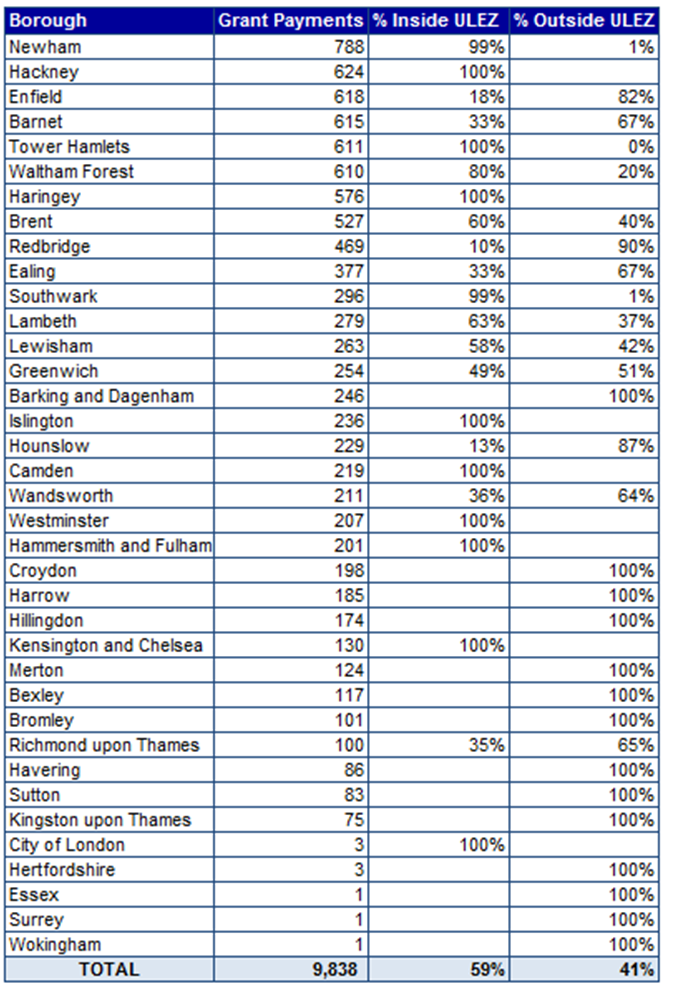 Borough Grant Payments % Inside ULEZ % Outside ULEZ
Newham 788 99% 1%
Hackney 624 100%
Enfield 618 18% 82%
Barnet 615 33% 67%
Tower Hamlets 611 100% 0%
Waltham Forest 610 80% 20%
Haringey 576 100%
Brent 527 60% 40%
Redbridge 469 10% 90%
Ealing 377 33% 67%
Southwark 296 99% 1%
Lambeth 279 63% 37%
Lewisham 263 58% 42%
Greenwich 254 49% 51%
Barking and Dagenham 246 100%
Islington 236 100%
Hounslow 229 13% 87%
Camden 219 100%
Wandsworth 211 36% 64%
Westminster 207 100%
Hammersmith and Fulham 201 100%
Croydon 198 100%
Harrow 185 100%
Hillingdon 174 100%
Kensington and Chelsea 130 100%
Merton 124 100%
Bexley 117 100%
Bromley 101 100%
Richmond upon Thames 100 35% 65%
Havering 86 100%
Sutton 83 100%
Kingston upon Thames 75 100%
City of London 3 100%
Hertfordshire 3 100%
Essex 1 100%
Surrey 1 100%
Wokingham 1 100%
TOTAL 9,838 59% 41%